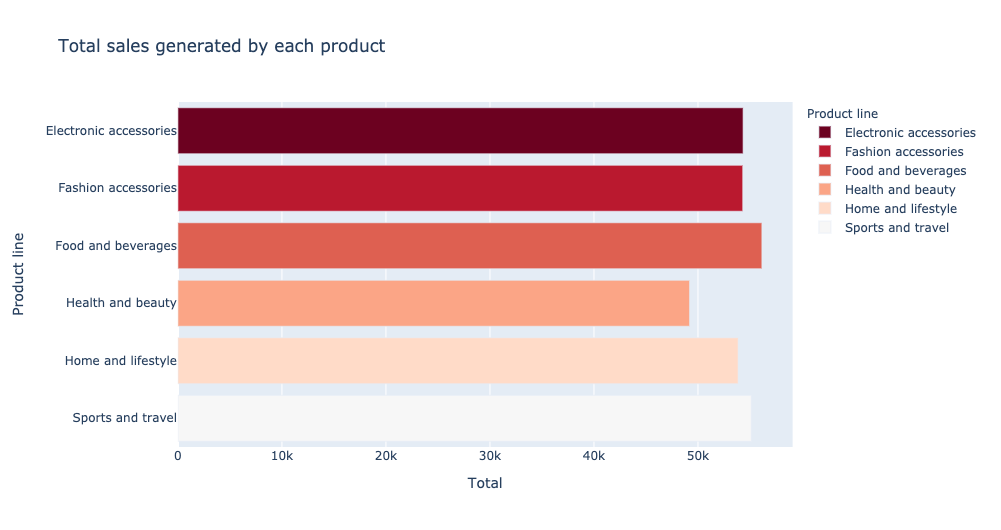 Total sales generated by each product
Product line
Electronic accessories
Fashion accessories
Food and beverages
Health and beauty
Home and lifestyle
Sports and travel
0 10k 20k 30k 40k 50k
Total
Product line
Electronic accessories
Fashion accessories
Food and beverages
Health and beauty
Home and lifestyle
Sports and travel